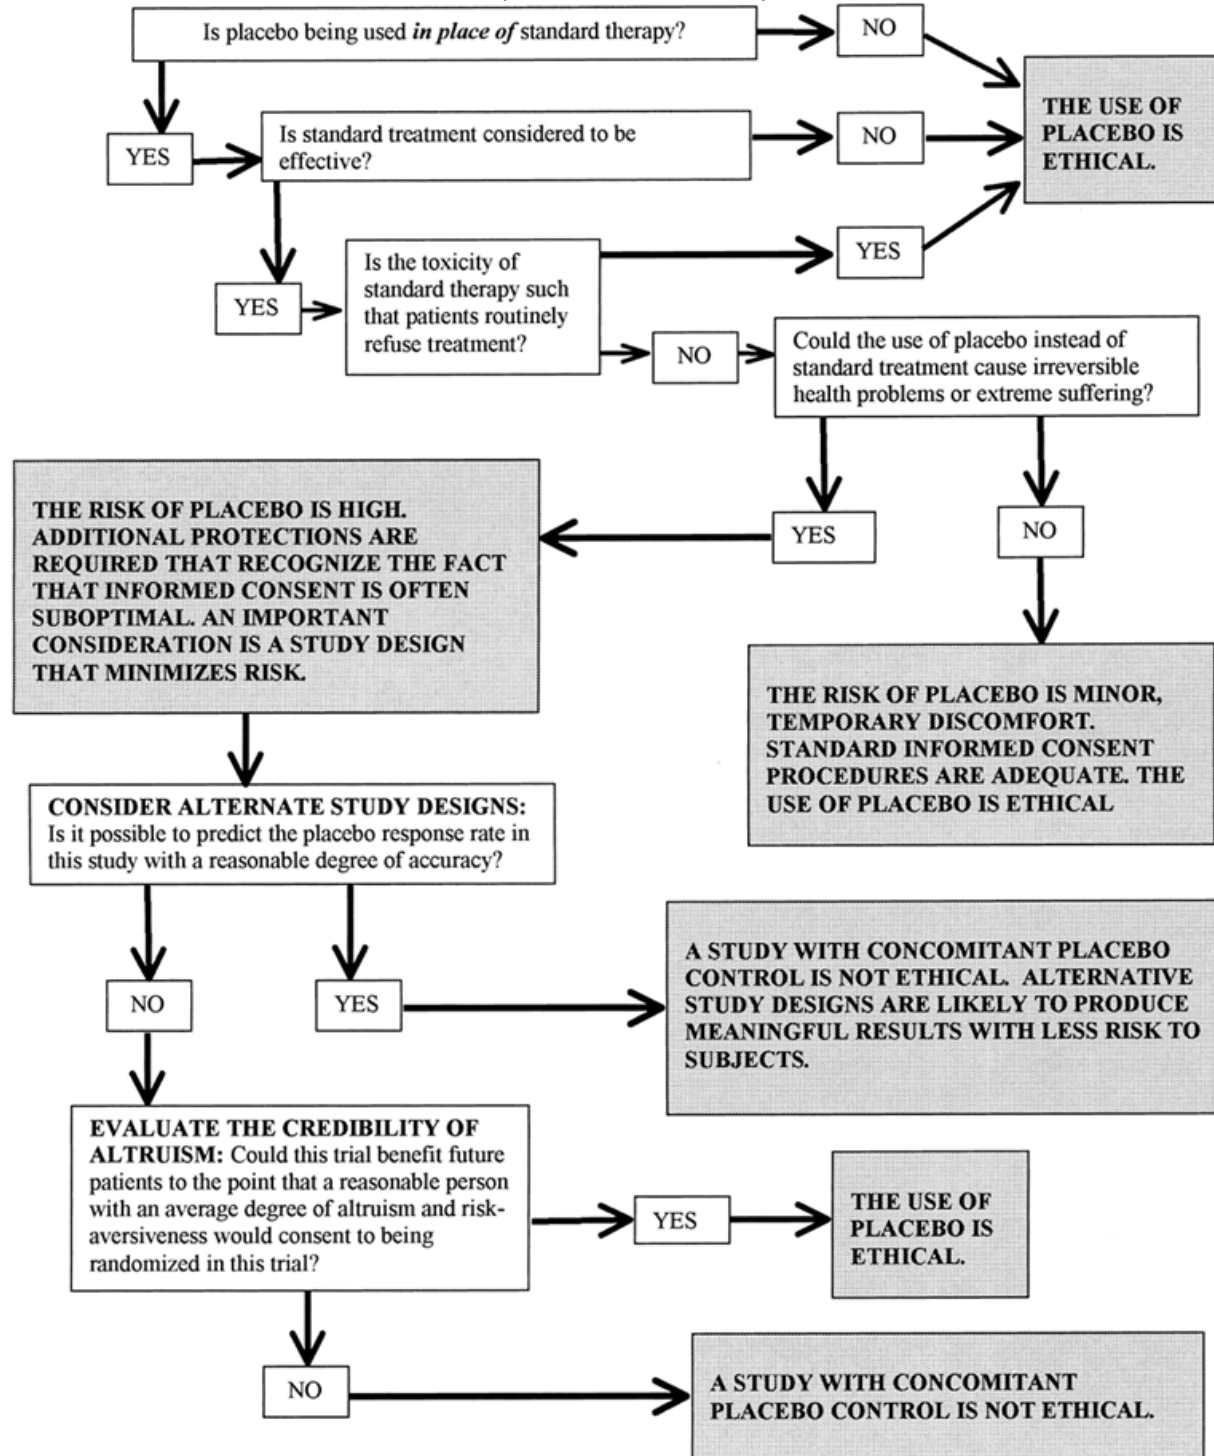 Is placebo being used in place of standard therapy?
NO
THE USE OF
PLACEBO IS
ETHICAL.
YES
Is standard treatment considered to be
effective?
NO
YES
Is the toxicity of
standard therapy such
that patients routinely
refuse treatment?
YES
NO
Could the use of placebo instead of
standard treatment cause irreversible
health problems or extreme suffering?
YES
NO
THE RISK OF PLACEBO IS HIGH.
ADDITIONAL PROTECTIONS ARE
REQUIRED THAT RECOGNIZE THE FACT
THAT INFORMED CONSENT IS OFTEN
SUBOPTIMAL. AN IMPORTANT
CONSIDERATION IS A STUDY DESIGN
THAT MINIMIZES RISK.
THE RISK OF PLACEBO IS MINOR,
TEMPORARY DISCOMFORT.
STANDARD INFORMED CONSENT
PROCEDURES ARE ADEQUATE. THE
USE OF PLACEBO IS ETHICAL
CONSIDER ALTERNATE STUDY DESIGNS:
Is it possible to predict the placebo response rate in
this study with a reasonable degree of accuracy?
NO
YES
A STUDY WITH CONCOMITANT PLACEBO
CONTROL IS NOT ETHICAL. ALTERNATIVE
STUDY DESIGNS ARE LIKELY TO PRODUCE
MEANINGFUL RESULTS WITH LESS RISK TO
SUBJECTS.
EVALUATE THE CREDIBILITY OF
ALTRUISM: Could this trial benefit future
patients to the point that a reasonable person
with an average degree of altruism and risk-
aversiveness would consent to being
randomized in this trial?
YES
THE USE OF
PLACEBO IS
ETHICAL.
NO
A STUDY WITH CONCOMITANT
PLACEBO CONTROL IS NOT ETHICAL.